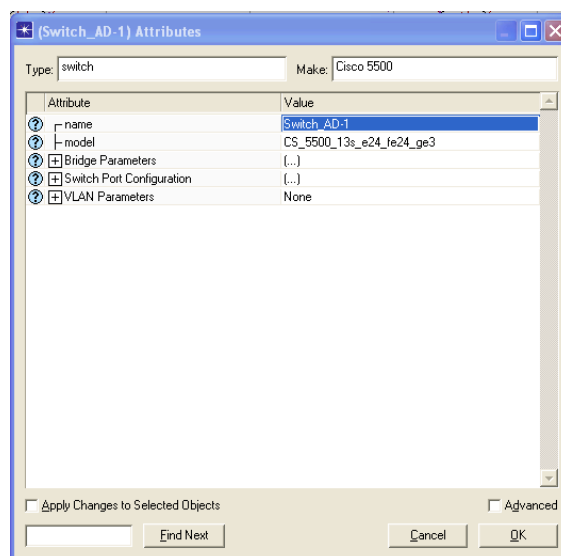 (Switch_AD-1) Attributes
Type: switch Make: Cisco 5500
Attribute Value
name Switch_AD-1
model CS_5500_13s_e24_fe24_ge3
Bridge Parameters (...)
Switch Port Configuration (...)
VLAN Parameters None
Apply Changes to Selected Objects Advanced
Find Next Cancel OK